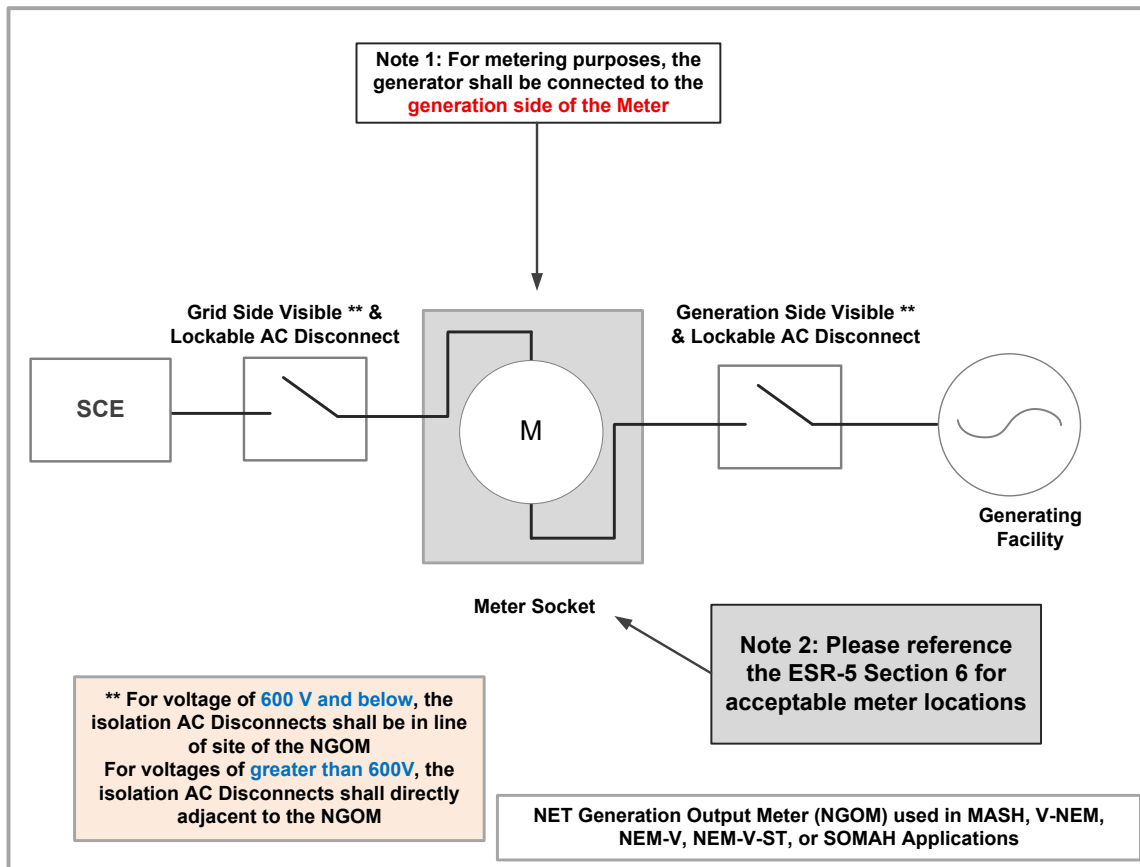 Note 1: For metering purposes, the
generator shall be connected to the
generation side of the Meter
Grid Side Visible ** &
Lockable AC Disconnect
Generation Side Visible **
& Lockable AC Disconnect
SCE
M
Generating
Facility
Meter Socket
Note 2: Please reference
the ESR-5 Section 6 for
acceptable meter locations
** For voltage of 600 V and below, the
isolation AC Disconnects shall be in line
of site of the NGOM
For voltages of greater than 600V, the
isolation AC Disconnects shall directly
adjacent to the NGOM
NET Generation Output Meter (NGOM) used in MASH, V-NEM,
NEM-V, NEM-V-ST, or SOMAH Applications